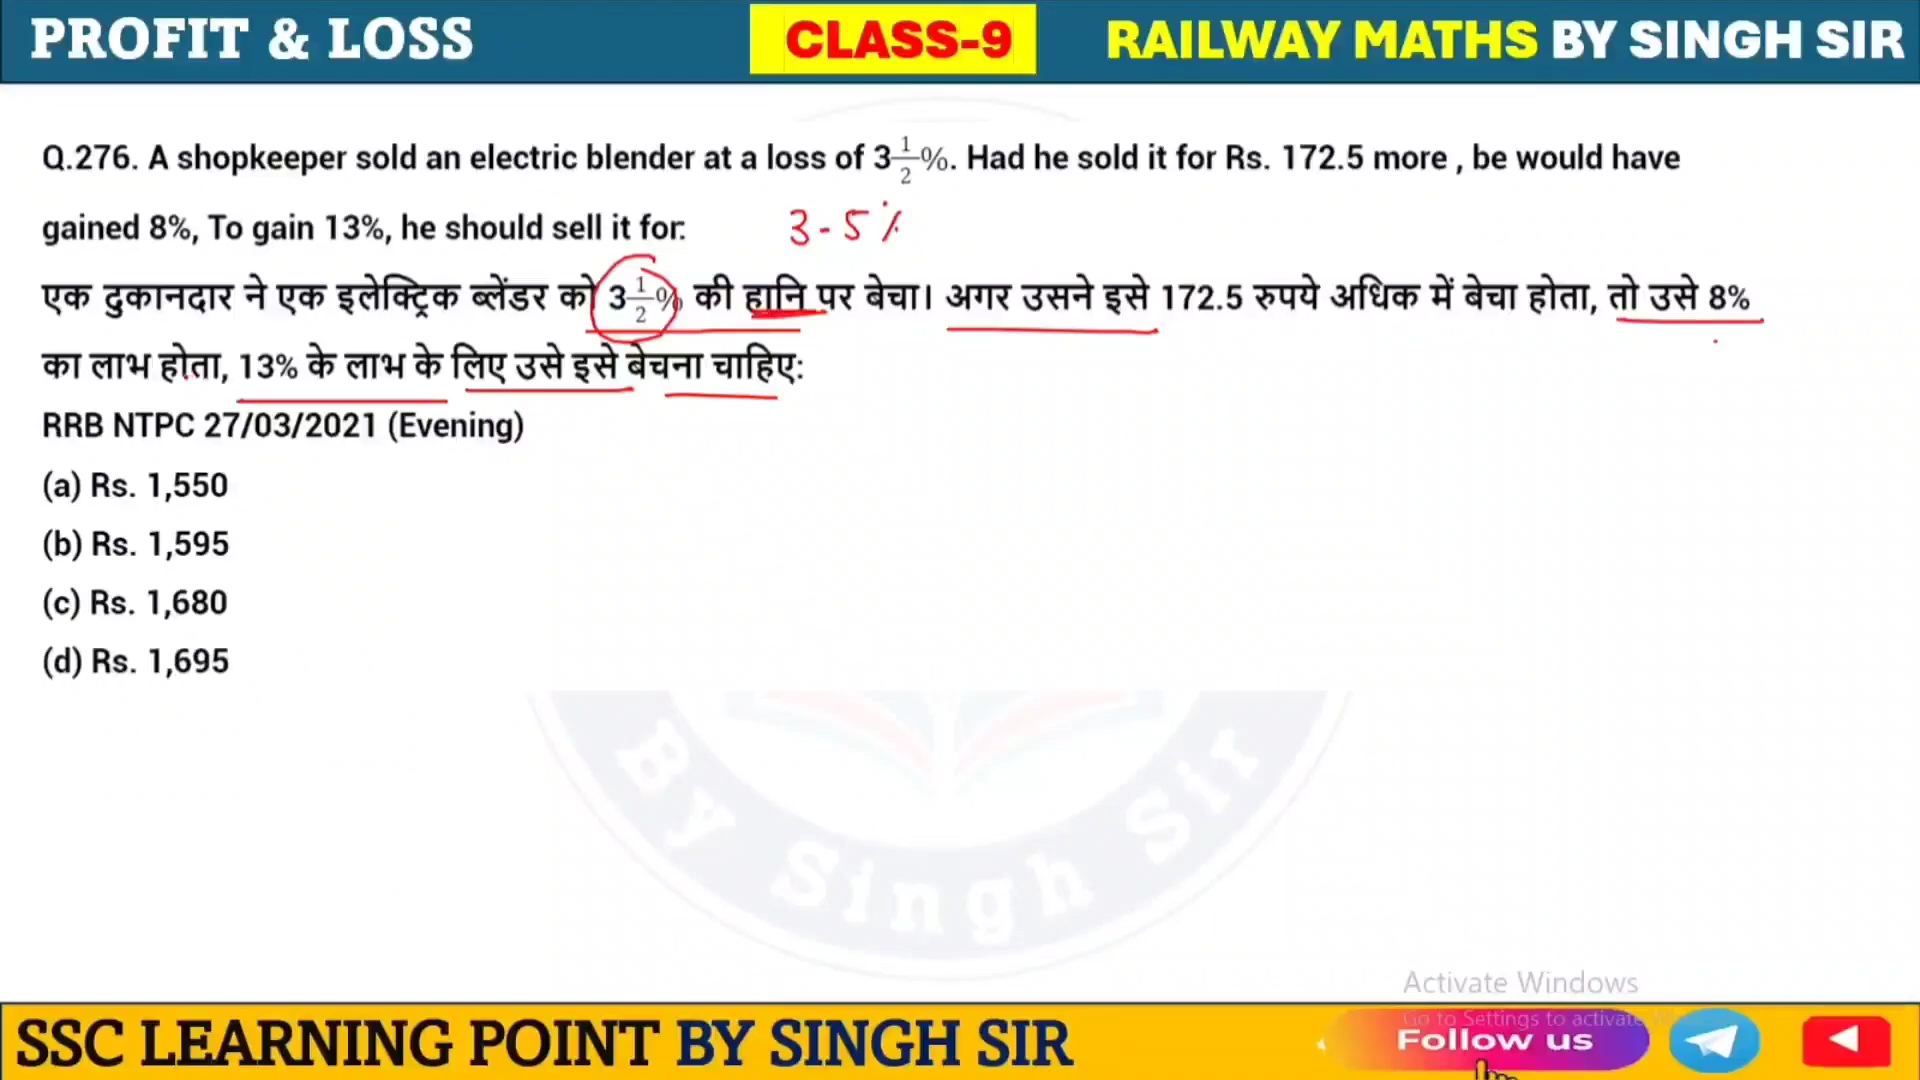 PROFIT & LOSS
CLASS-9
RAILWAY MATHS BY SINGH SIR
Q.276. A shopkeeper sold an electric blender at a loss of 3 1/2 %. Had he sold it for Rs. 172.5 more , be would have
gained 8%, To gain 13%, he should sell it for:
3-5%
एक दुकानदार ने एक इलेक्ट्रिक ब्लेंडर को 3 1/2 % की हानि पर बेचा। अगर उसने इसे 172.5 रुपये अधिक में बेचा होता, तो उसे 8%
का लाभ होता, 13% के लाभ के लिए उसे इसे बेचना चाहिए:
RRB NTPC 27/03/2021 (Evening)
(a) Rs. 1,550
(b) Rs. 1,595
(c) Rs. 1,680
(d) Rs. 1,695
By Singh Sir
Activate Windows
Go to Settings to activate
SSC LEARNING POINT BY SINGH SIR
Follow us